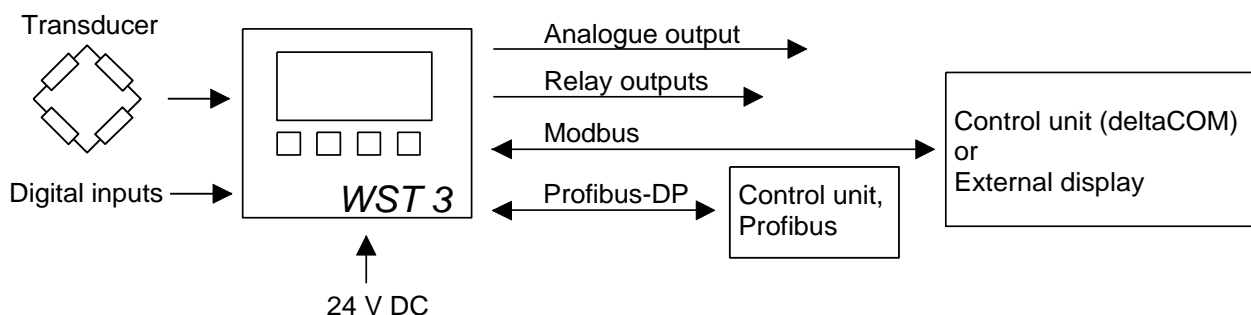 Transducer
Analogue output
Relay outputs
Modbus
Control unit (deltaCOM)
or
External display
Digital inputs
WST 3
Profibus-DP
Control unit,
Profibus
24 V DC